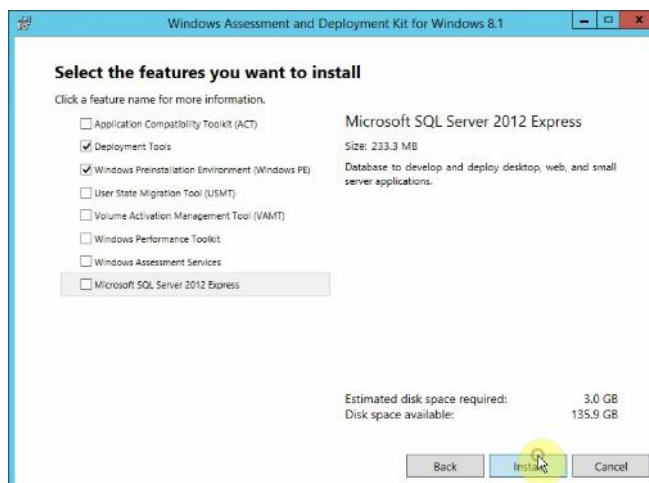 Windows Assessment and Deployment Kit for Windows 8.1
Select the features you want to install
Click a feature name for more information.
Application Compatibility Toolkit (ACT)
Deployment Tools
Windows Preinstallation Environment (Windows PE)
User State Migration Tool (USMT)
Volume Activation Management Tool (VAMT)
Windows Performance Toolkit
Windows Assessment Services
Microsoft SQL Server 2012 Express
Microsoft SQL Server 2012 Express
Size: 233.3 MB
Database to develop and deploy desktop, web, and small
server applications.
Estimated disk space required: 3.0 GB
Disk space available: 135.9 GB
Back Install Cancel